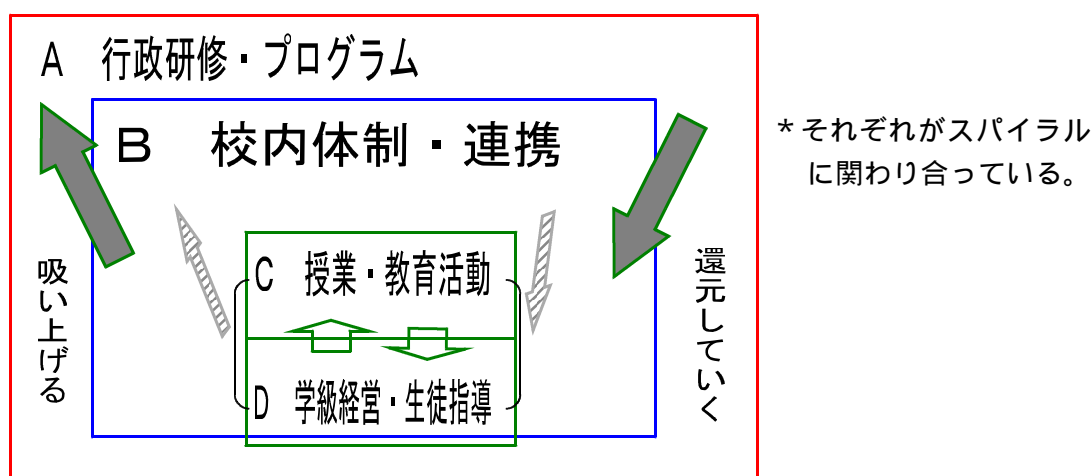 A 行政研修・プログラム
B 校内体制・連携
*それぞれがスパイラル
に関わり合っている。
吸い上げる
C 授業・教育活動
D 学級経営・生徒指導
還元していく